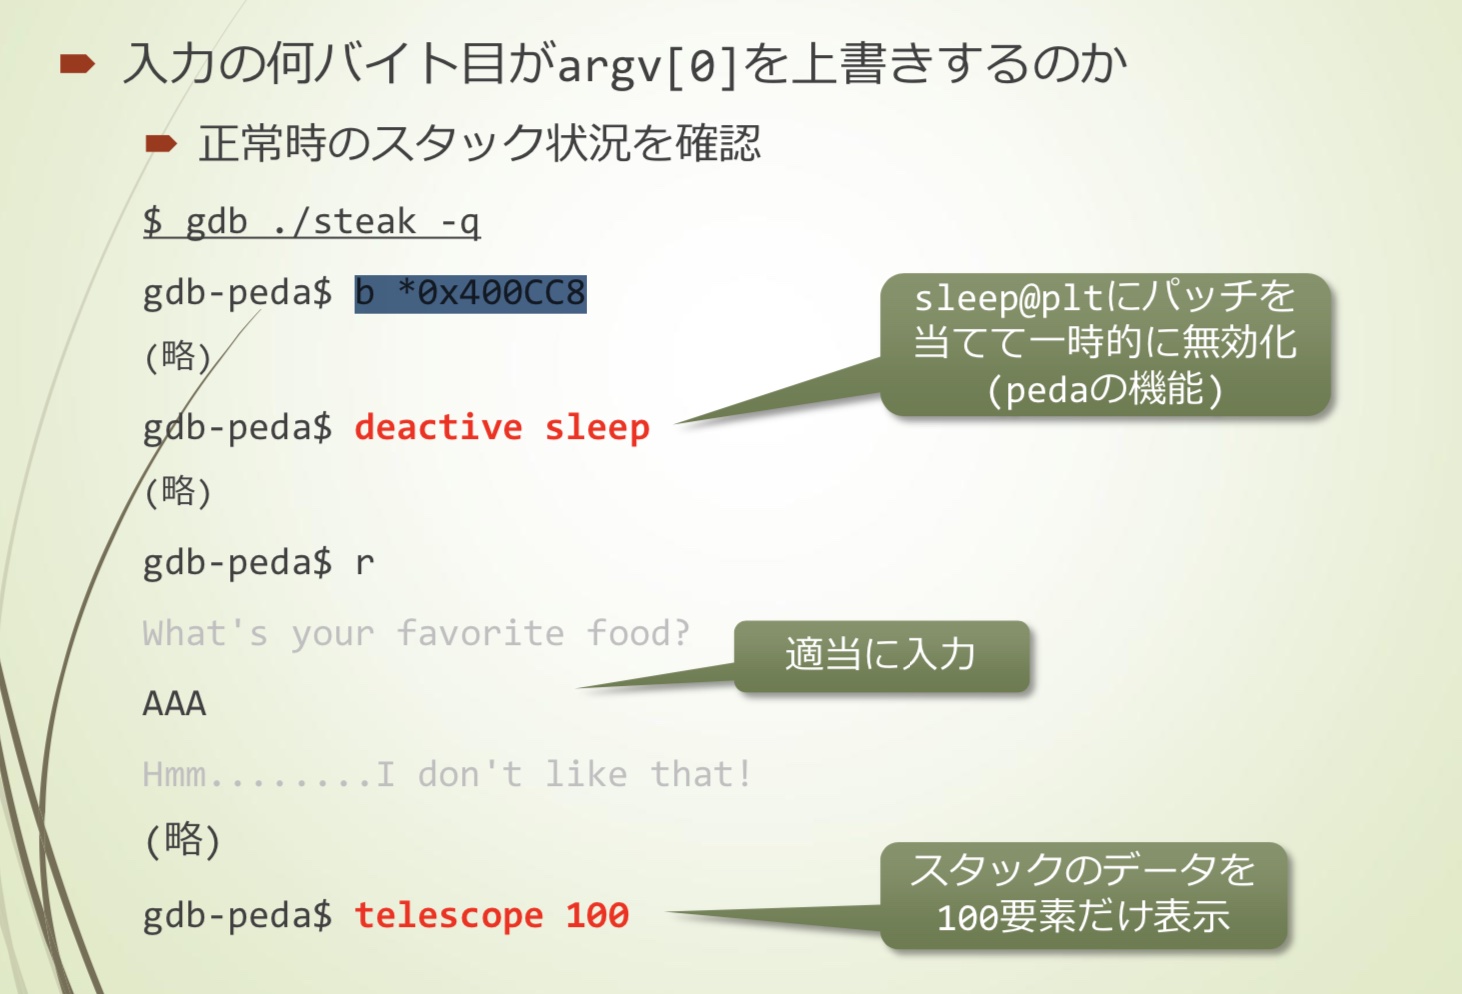 入力の何バイト目がargv[0]を上書きするのか
正常時のスタック状況を確認
$ gdb ./steak -q
gdb-peda$ b *0x400CC8
(略)
sleep@pltにパッチを
当てて一時的に無効化
(pedaの機能)
gdb-peda$ deactive sleep
(略)
gdb-peda$ r
What's your favorite food?
適当に入力
AAA
Hmm........I don't like that!
(略)
スタックのデータを
100要素だけ表示
gdb-peda$ telescope 100